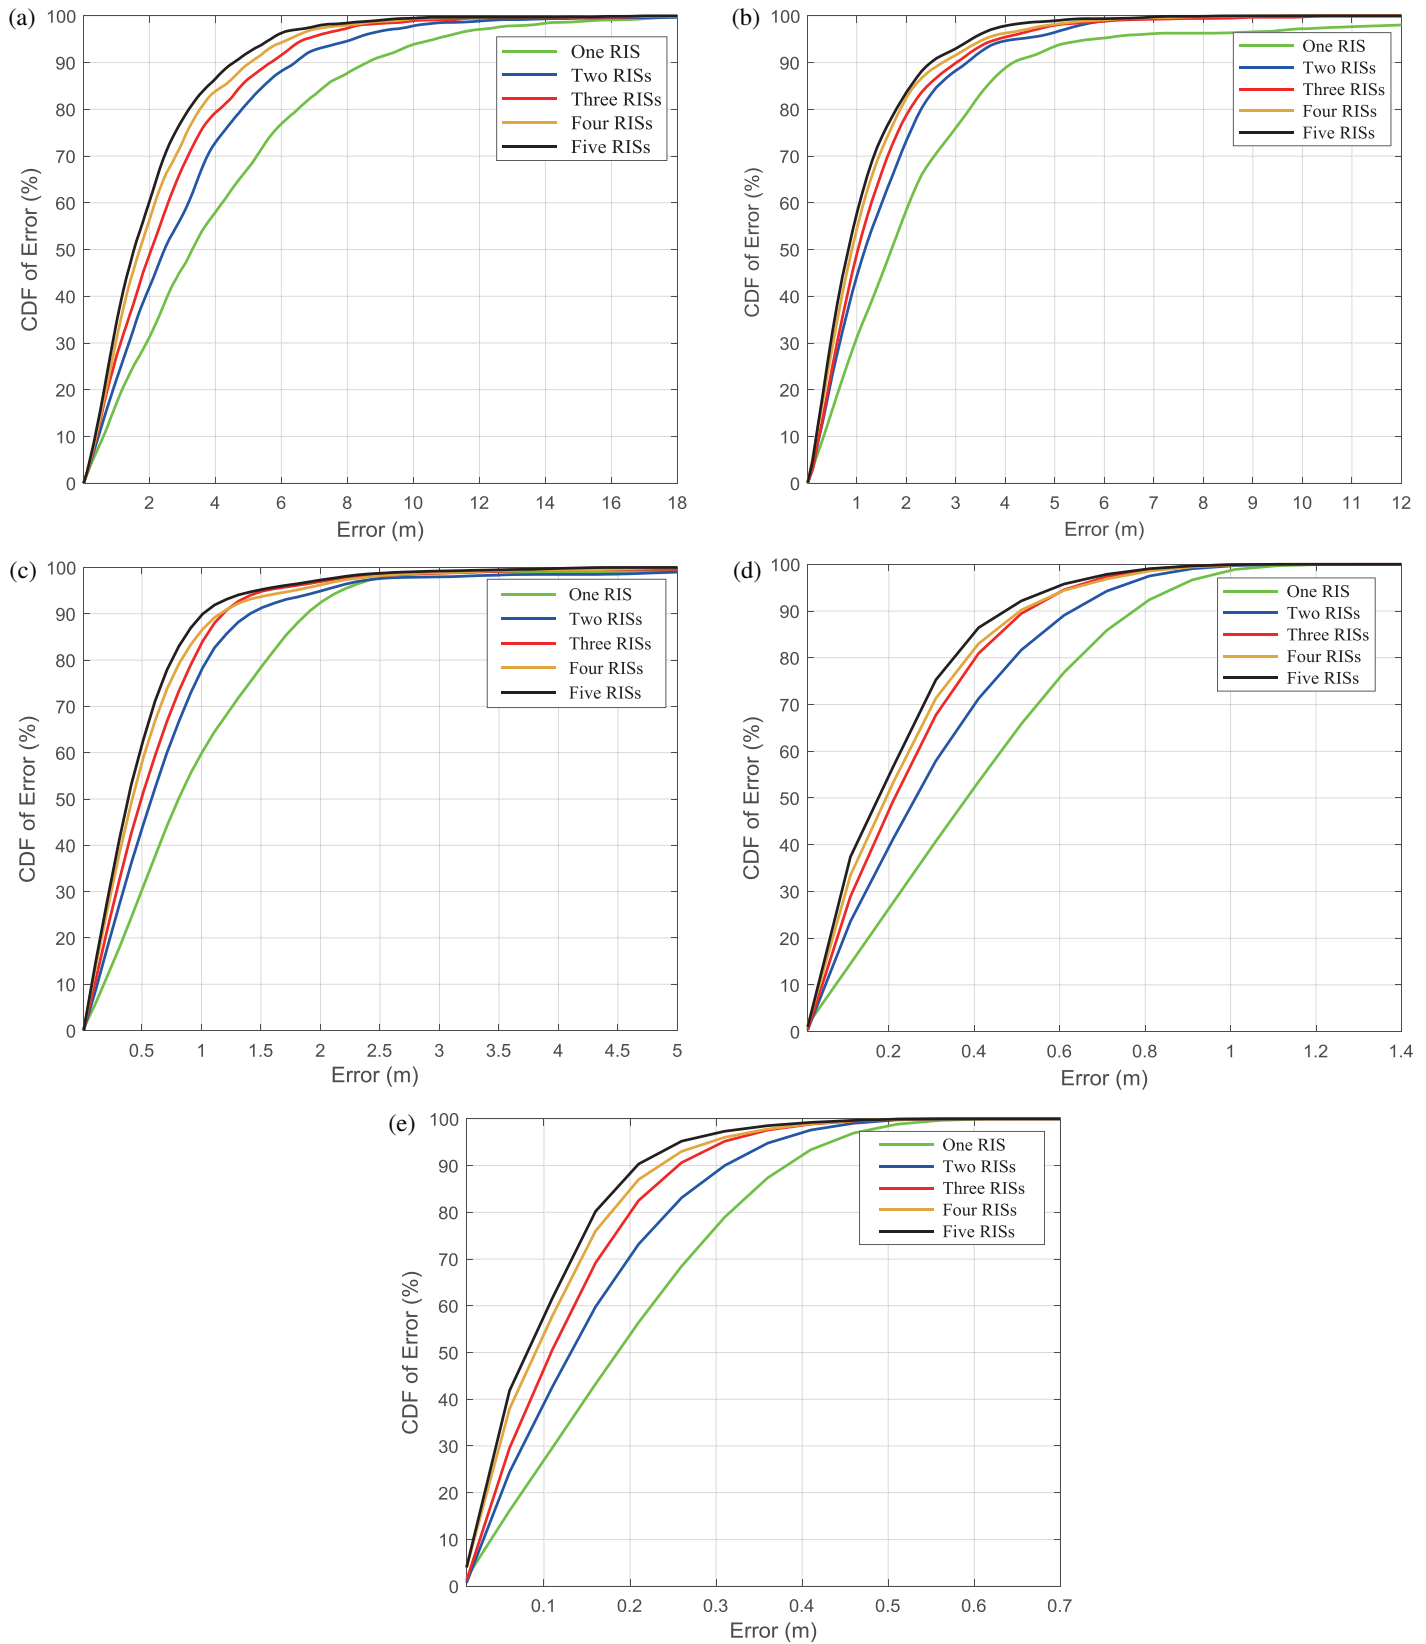 (a)
100
90
80
70
60
50
40
30
20
10
0
CDF of Error (%)
2 4 6 8 10 12 14 16 18
Error (m)
One RIS
Two RISs
Three RISs
Four RISs
Five RISs
(b)
100
90
80
70
60
50
40
30
20
10
0
CDF of Error (%)
1 2 3 4 5 6 7 8 9 10 11 12
Error (m)
One RIS
Two RISs
Three RISs
Four RISs
Five RISs
(c)
100
90
80
70
60
50
40
30
20
10
0
CDF of Error (%)
0.5 1 1.5 2 2.5 3 3.5 4 4.5 5
Error (m)
One RIS
Two RISs
Three RISs
Four RISs
Five RISs
(d)
100
90
80
70
60
50
40
30
20
10
0
CDF of Error (%)
0.2 0.4 0.6 0.8 1 1.2 1.4
Error (m)
One RIS
Two RISs
Three RISs
Four RISs
Five RISs
(e)
100
90
80
70
60
50
40
30
20
10
0
CDF of Error (%)
0.1 0.2 0.3 0.4 0.5 0.6 0.7
Error (m)
One RIS
Two RISs
Three RISs
Four RISs
Five RISs